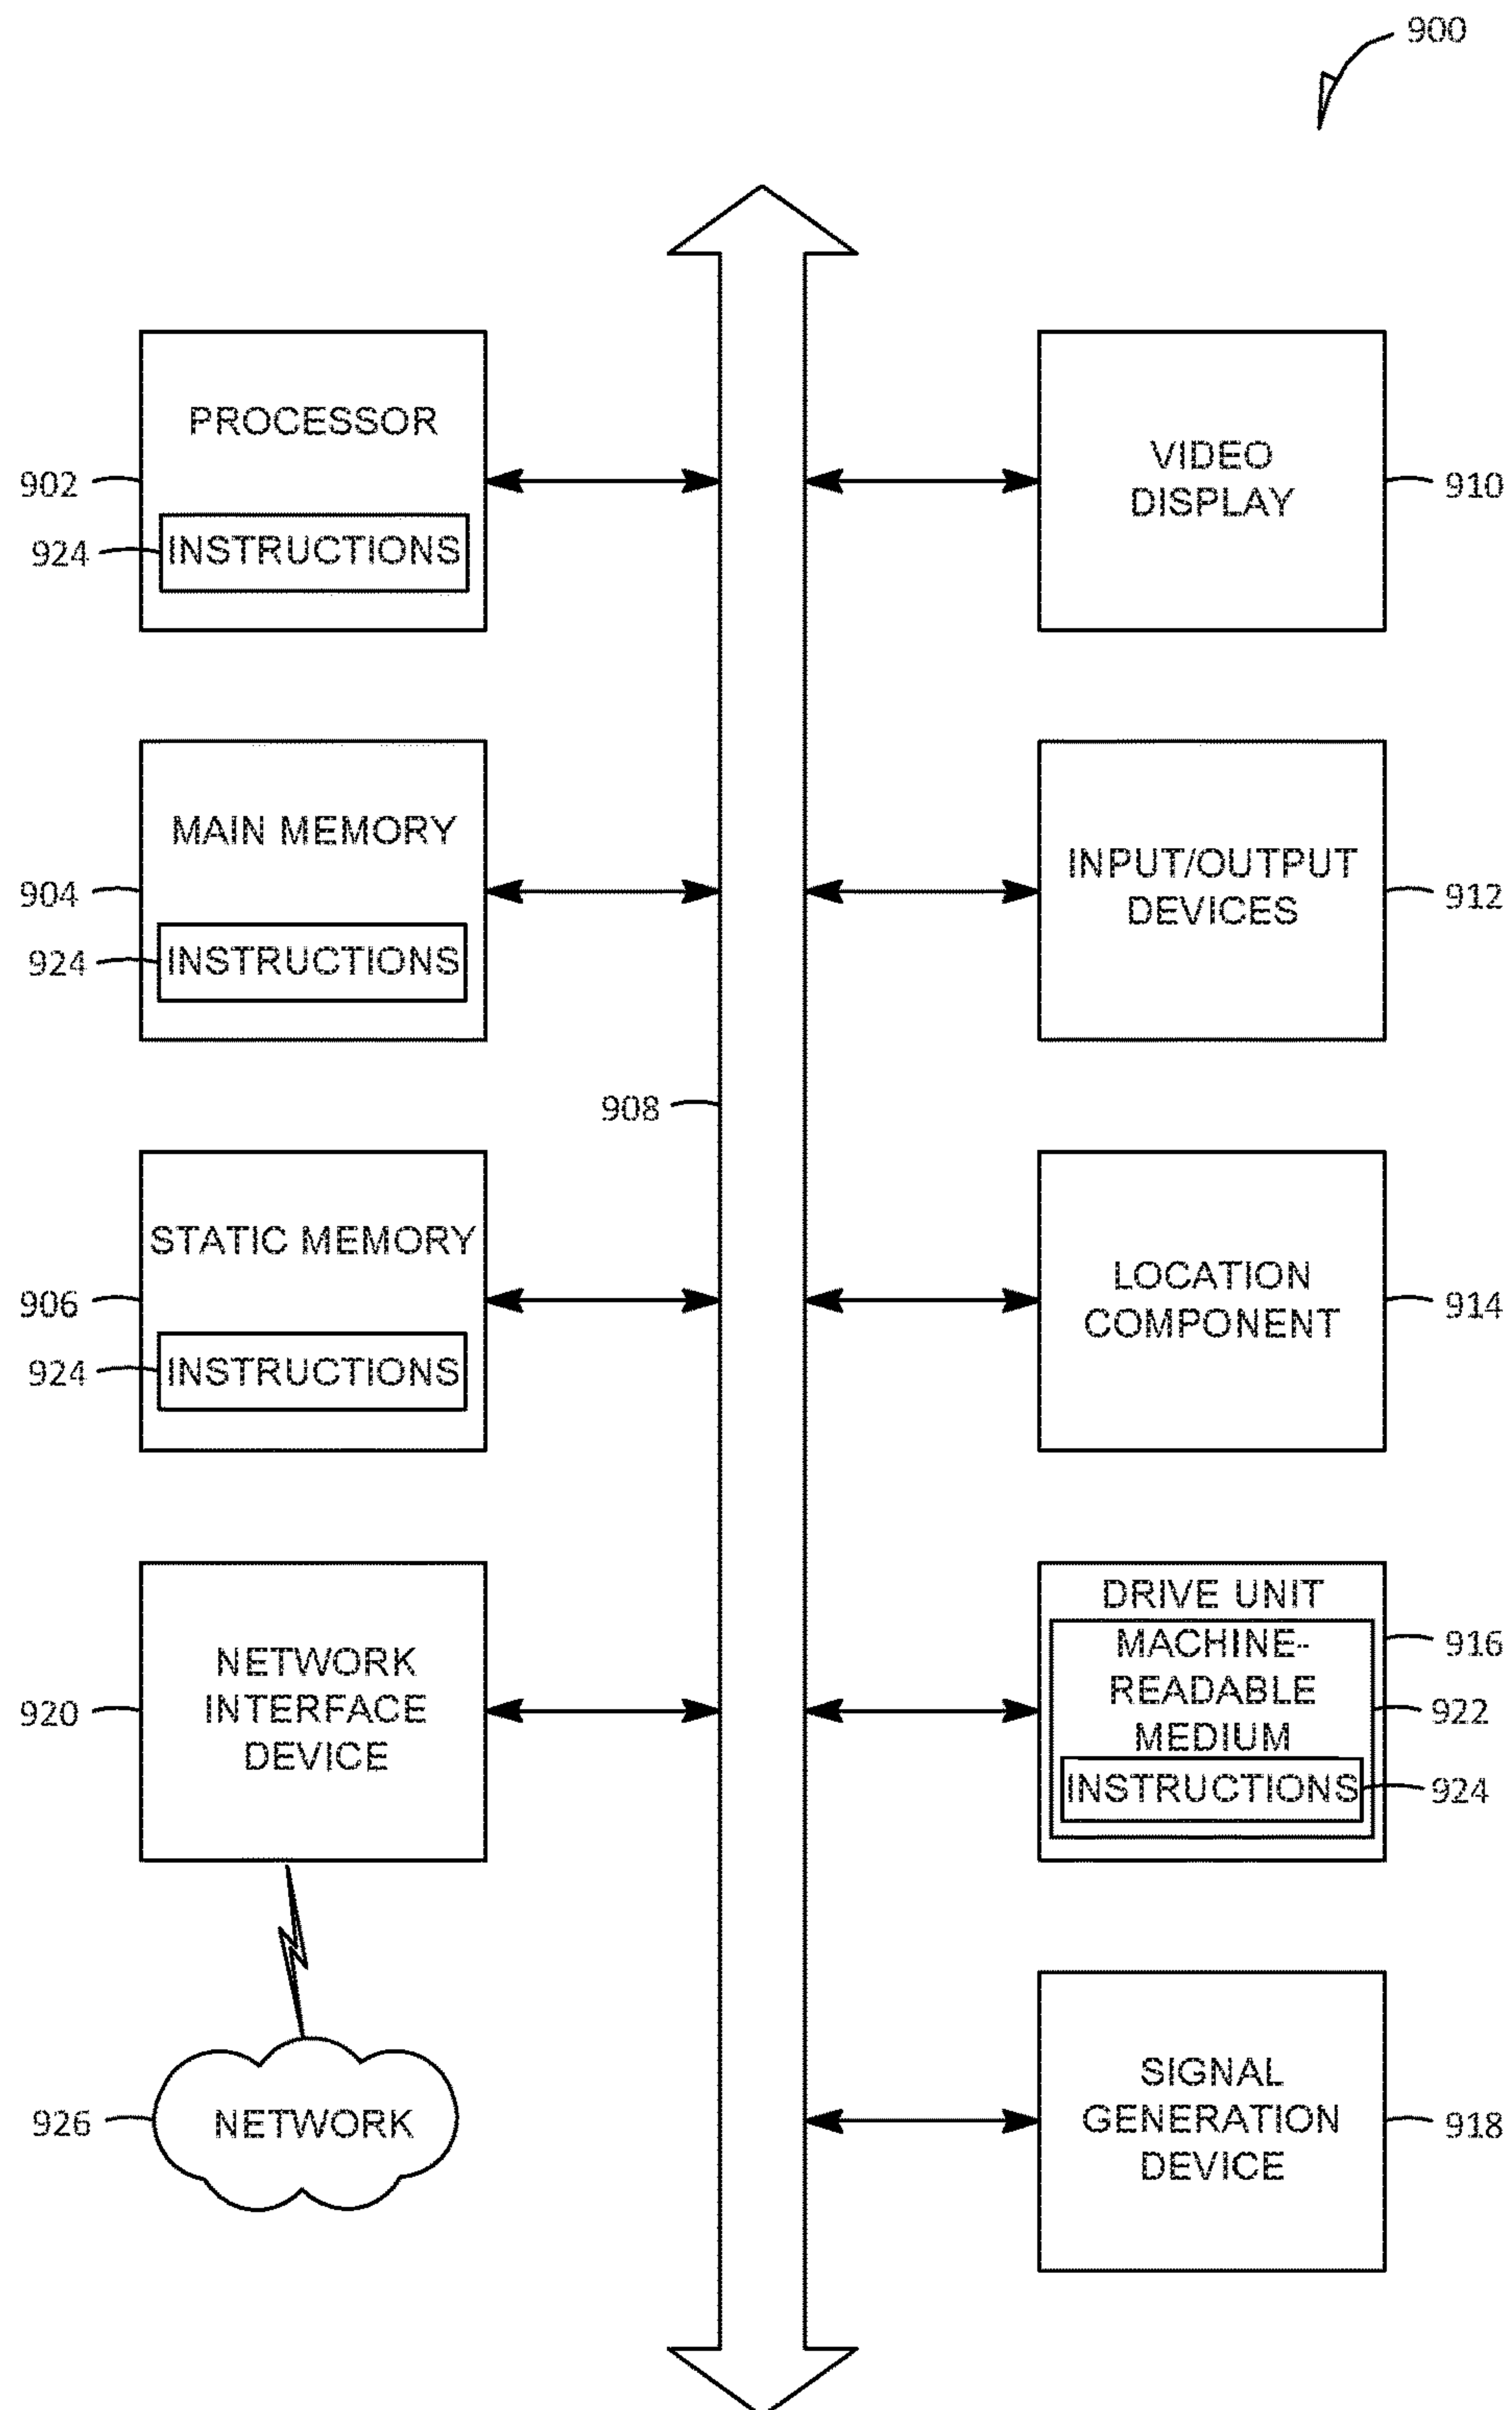 900
PROCESSOR
902
924
INSTRUCTIONS
VIDEO
DISPLAY
910
MAIN MEMORY
904
924
INSTRUCTIONS
INPUT/OUTPUT
DEVICES
912
908
STATIC MEMORY
906
924
INSTRUCTIONS
LOCATION
COMPONENT
914
NETWORK
INTERFACE
DEVICE
920
DRIVE UNIT
916
MACHINE-
READABLE
MEDIUM
922
INSTRUCTIONS
924
926
NETWORK
SIGNAL
GENERATION
DEVICE
918